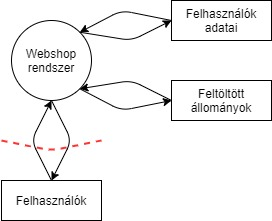 Felhasználók
adatai
Webshop
rendszer
Feltöltött
állományok
Felhasználók